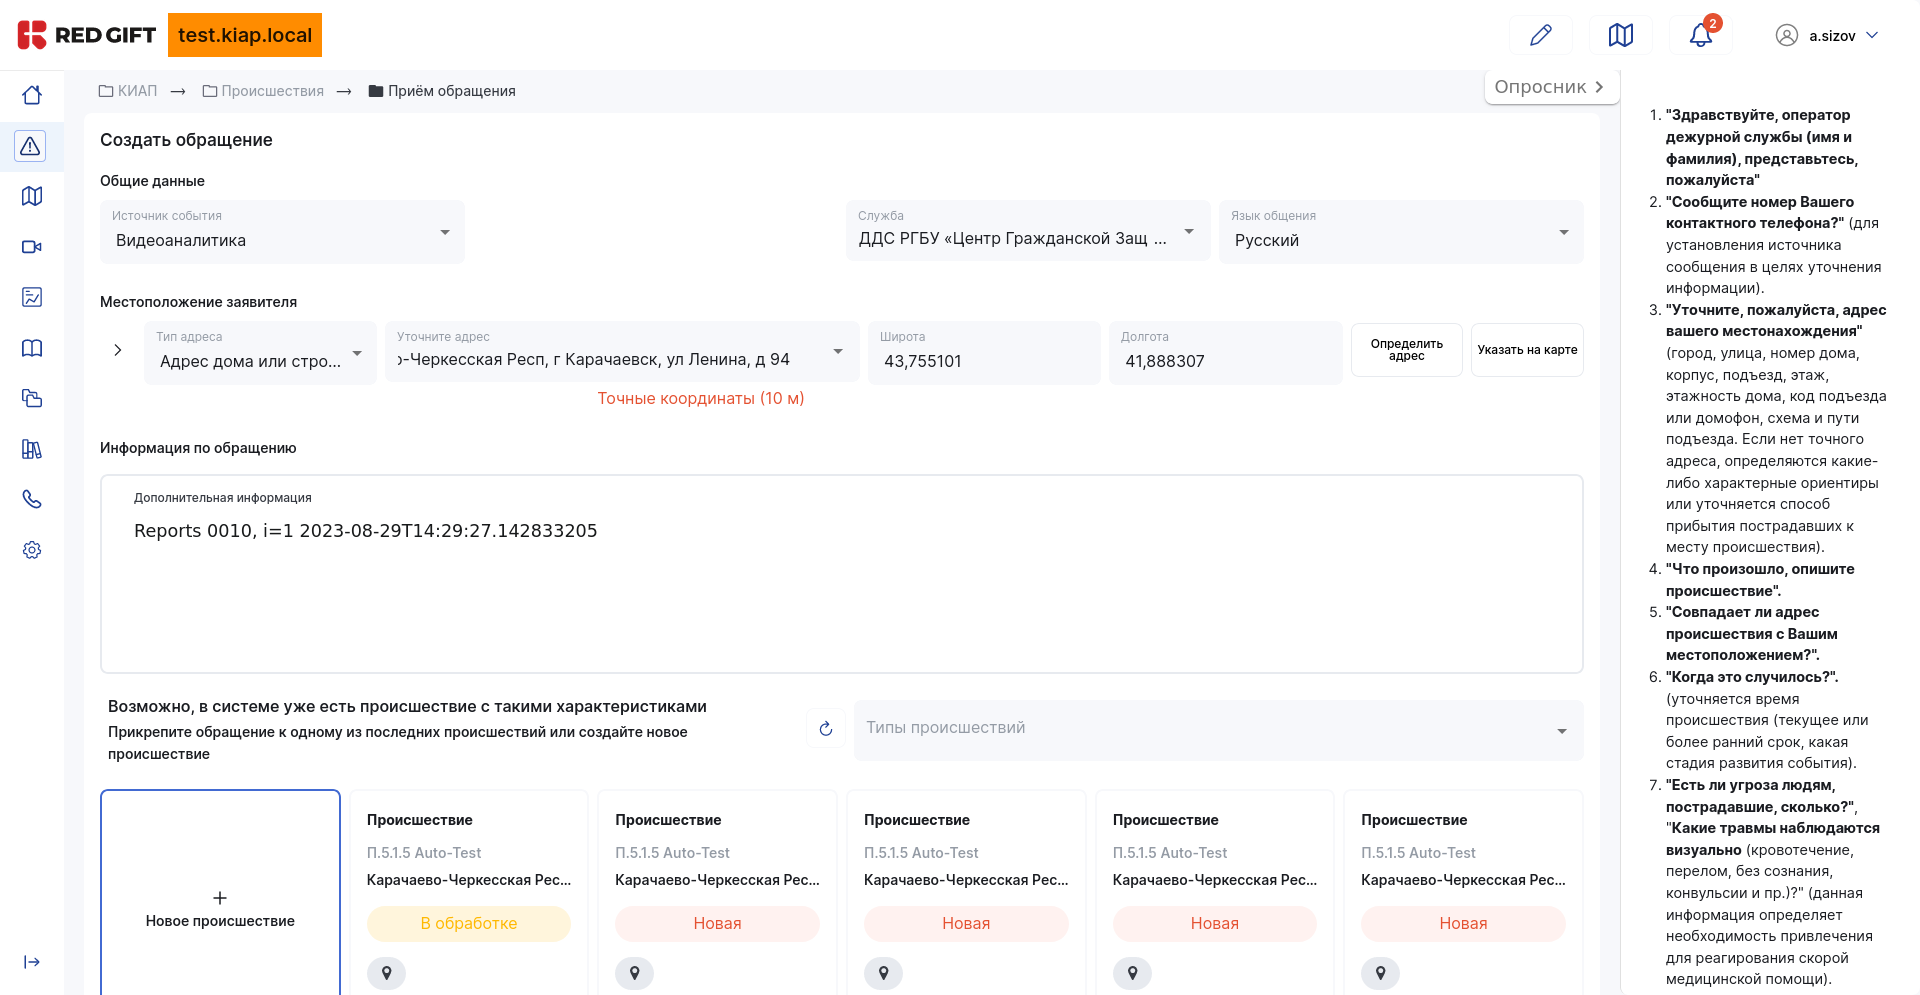 RED GIFT
test.kiap.local
2
a.sizov
КИАП → Происшествия → Приём обращения
Опросник
Создать обращение
Общие данные
Источник события
Видеоаналитика
Служба
ДДС РГБУ «Центр Гражданской Защ ...
Язык общения
Русский
Местоположение заявителя
Тип адреса
Адрес дома или стро...
Уточните адрес
о-Черкесская Респ, г Карачаевск, ул Ленина, д 94
Широта
43,755101
Долгота
41,888307
Определить
адрес
Указать на карте
Точные координаты (10 м)
Информация по обращению
Дополнительная информация
Reports 0010, i=1 2023-08-29T14:29:27.142833205
Возможно, в системе уже есть происшествие с такими характеристиками
Прикрепите обращение к одному из последних происшествий или создайте новое
происшествие
Типы происшествий
Новое происшествие
Происшествие
П.5.1.5 Auto-Test
Карачаево-Черкесская Рес...
В обработке
Происшествие
П.5.1.5 Auto-Test
Карачаево-Черкесская Рес...
Новая
Происшествие
П.5.1.5 Auto-Test
Карачаево-Черкесская Рес...
Новая
Происшествие
П.5.1.5 Auto-Test
Карачаево-Черкесская Рес...
Новая
Происшествие
П.5.1.5 Auto-Test
Карачаево-Черкесская Рес...
Новая
1. "Здравствуйте, оператор
дежурной службы (имя и
фамилия), представьтесь,
пожалуйста"
2. "Сообщите номер Вашего
контактного телефона?" (для
установления источника
сообщения в целях уточнения
информации).
3. "Уточните, пожалуйста, адрес
вашего местонахождения"
(город, улица, номер дома,
корпус, подъезд, этаж,
этажность дома, код подъезда
или домофон, схема и пути
подъезда. Если нет точного
адреса, определяются какие-
либо характерные ориентиры
или уточняется способ
прибытия пострадавших к
месту происшествия).
4. "Что произошло, опишите
происшествие".
5. "Совпадает ли адрес
происшествия с Вашим
местоположением?".
6. "Когда это случилось?".
(уточняется время
происшествия (текущее или
более ранний срок, какая
стадия развития события).
7. "Есть ли угроза людям,
пострадавшие, сколько?",
"Какие травмы наблюдаются
визуально (кровотечение,
перелом, без сознания,
конвульсии и пр.)?" (данная
информация определяет
необходимость привлечения
для реагирования скорой
медицинской помощи).